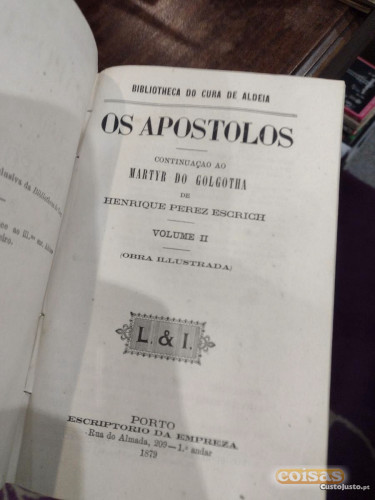 BIBLIOTHECA DO CURA DE ALDEIA
OS APOSTOLOS
CONTINUAÇAO AO
MARTYR DO GOLGOTHA
DE
HENRIQUE PEREZ ESCRICH
VOLUME II
(OBRA ILLUSTRADA)
L. & I.
PORTO
ESCRIPTORIO DA EMPREZA
Rua do Almada, 209—1.º andar
1879
coisas
Custojusto.pt